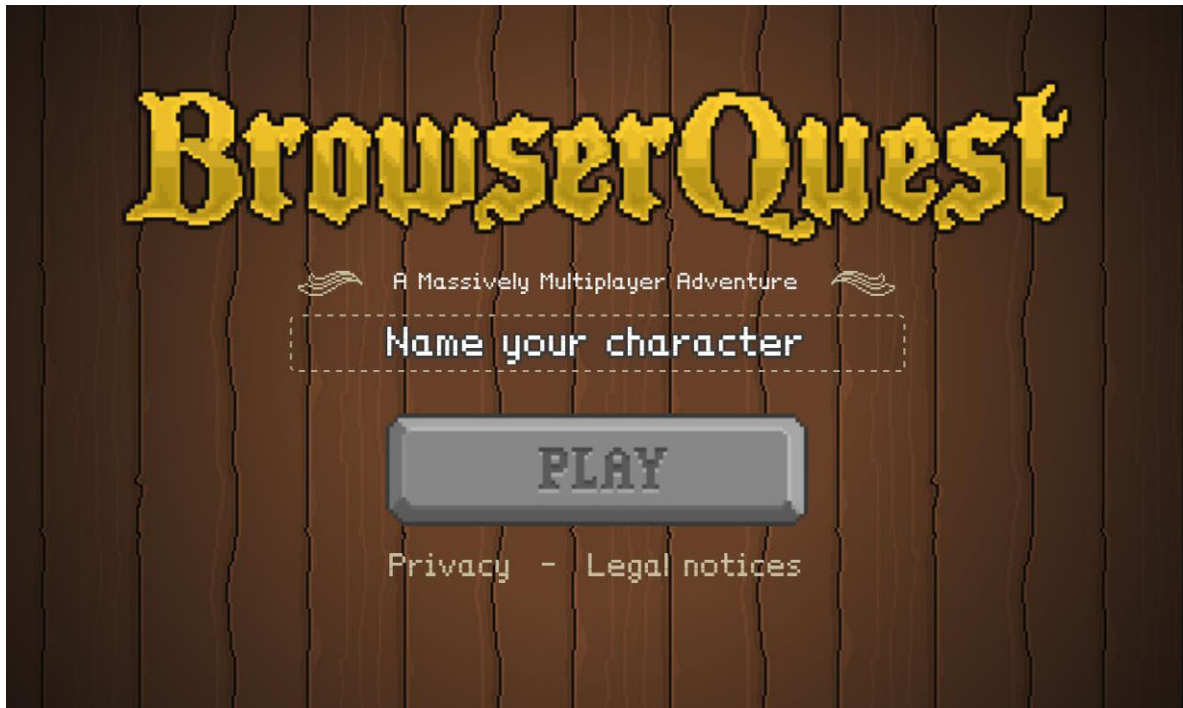 BrowserQuest
A Massively Multiplayer Adventure
Name your character
PLAY
Privacy - Legal notices